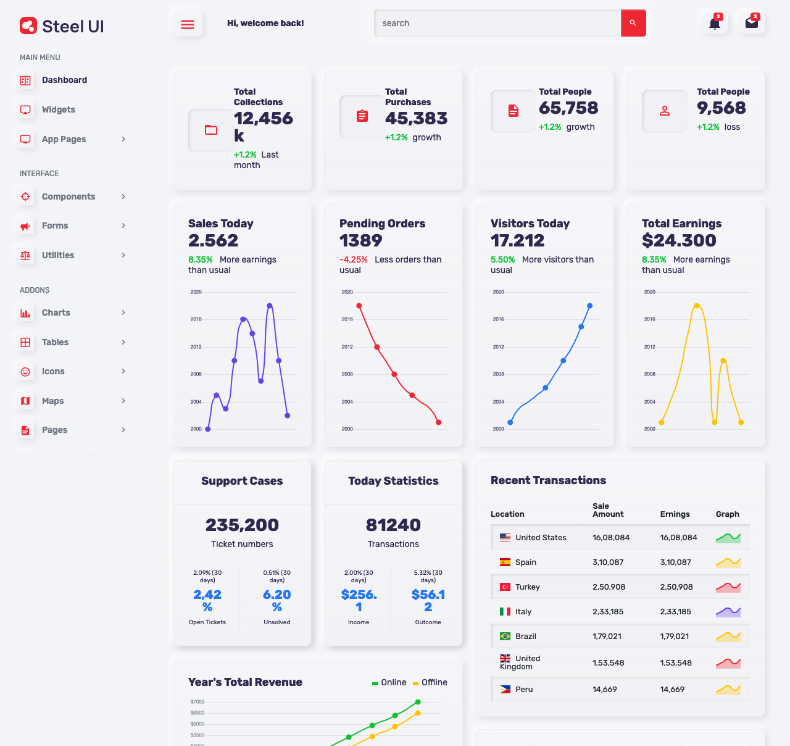 Steel UI
Hi, welcome back!
search
3
5
MAIN MENU
Dashboard
Widgets
App Pages
INTERFACE
Components
Forms
Utilities
ADDONS
Charts
Tables
Icons
Maps
Pages
Total
Collections
12,456
k
+1.2% Last
month
Total
Purchases
45,383
+1.2% growth
Total People
65,758
+1.2% growth
Total People
9,568
+1.2% loss
Sales Today
2.562
8.35% More earnings
than usual
2020
2016
2012
2008
2004
2000
Pending Orders
1389
-4.25% Less orders than
usual
2020
2016
2012
2008
2004
2000
Visitors Today
17.212
5.50% More visitors than
usual
2020
2016
2012
2008
2004
2000
Total Earnings
$24.300
8.35% More earnings
than usual
2020
2016
2012
2008
2004
2000
Support Cases
235,200
Ticket numbers
2.09% (30
days)
2,42
%
Open Tickets
0.51% (30
days)
6.20
%
Unsolved
Today Statistics
81240
Transactions
2.00% (30
days)
$256.
1
Income
5.32% (30
days)
$56.1
2
Outcome
Recent Transactions
Location Sale
Amount Ernings Graph
United States 16,08,084 16,08,084
Spain 3,10,087 3,10,087
Turkey 2,50,908 2,50,908
Italy 2,33,185 2,33,185
Brazil 1,79,021 1,79,021
United
Kingdom 1,53,548 1,53,548
Peru 14,669 14,669
Year's Total Revenue
Online Offline
$7000
$6500
$6000
$5500